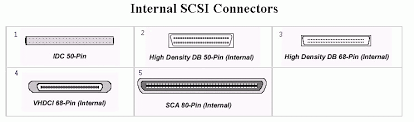 Internal SCSI Connectors
1
IDC 50-Pin
2
High Density DB 50-Pin (Internal)
3
High Density DB 68-Pin (Internal)
4
VHDCI 68-Pin (Internal)
5
SCA 80-Pin (Internal)